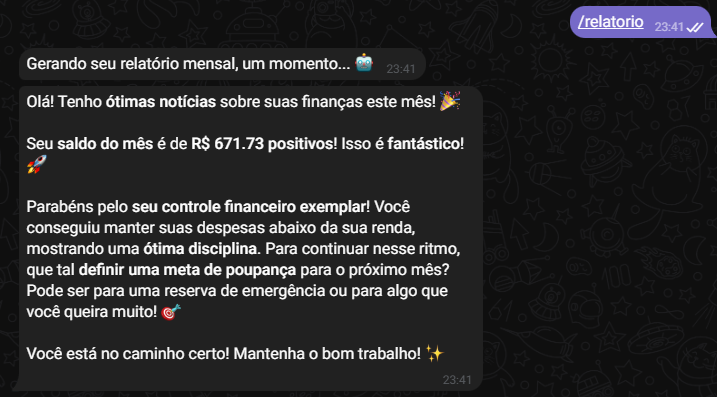 /relatorio 23:41
Gerando seu relatório mensal, um momento... 🤖 23:41
Olá! Tenho ótimas notícias sobre suas finanças este mês! 🎉
Seu saldo do mês é de R$ 671.73 positivos! Isso é fantástico!
🚀
Parabéns pelo seu controle financeiro exemplar! Você
conseguiu manter suas despesas abaixo da sua renda,
mostrando uma ótima disciplina. Para continuar nesse ritmo,
que tal definir uma meta de poupança para o próximo mês?
Pode ser para uma reserva de emergência ou para algo que
você queira muito! 🎯
Você está no caminho certo! Mantenha o bom trabalho! ✨
23:41